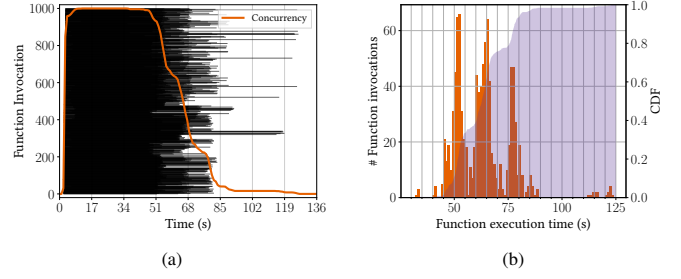 1000
800
600
400
200
0
Function Invocation
Concurrency
0 17 34 51 68 85 102 119 136
Time (s)
(a)
60
40
20
0
# Function invocations
1.0
0.8
0.6
0.4
0.2
0.0
CDF
50 75 100 125
Function execution time (s)
(b)